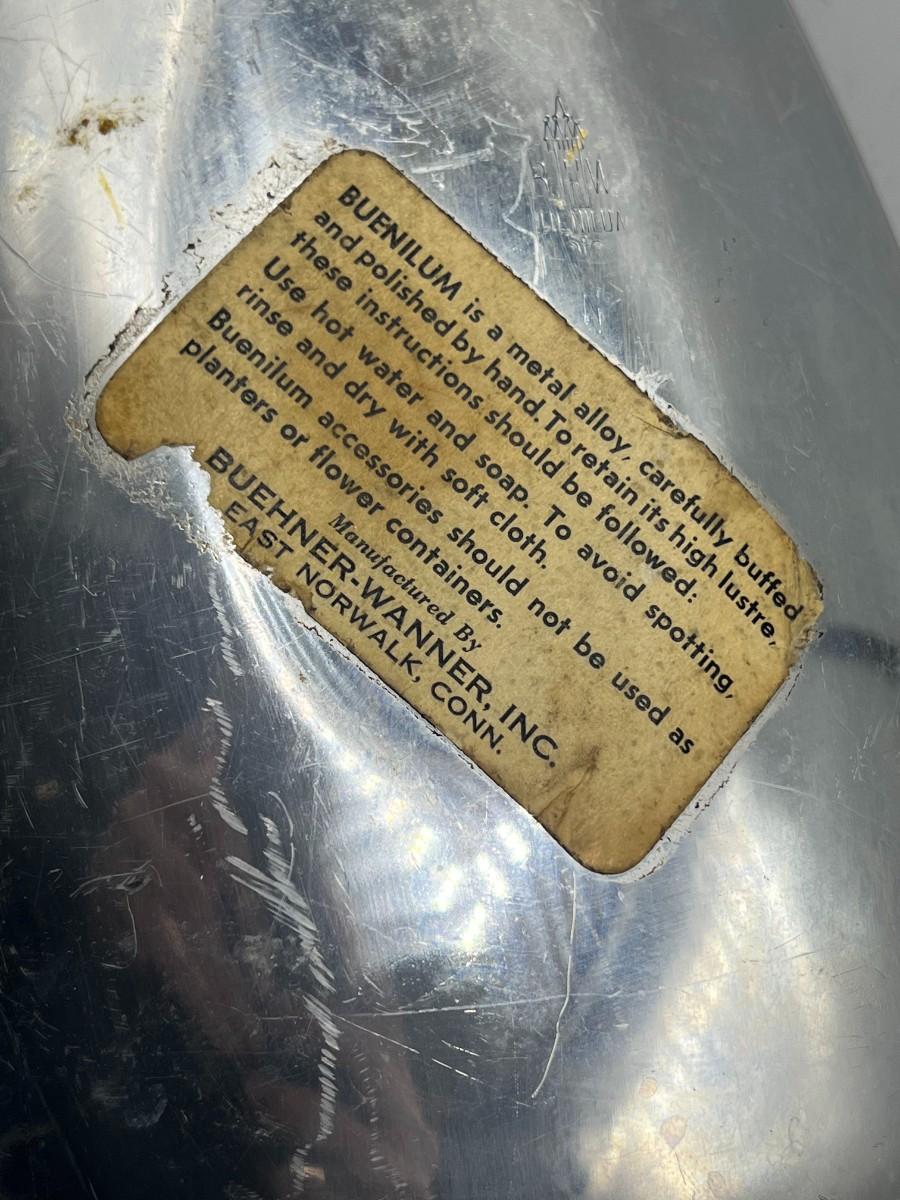 BUENILUM is a metal alloy, carefully buffed
and polished by hand. To retain its high lustre,
these instructions should be followed:
Use hot water and soap. To avoid spotting,
rinse and dry with soft cloth.
Buenilum accessories should not be used as
planters or flower containers.
Manufactured By
BUEHNER-WANNER, INC.
EAST NORWALK, CONN.